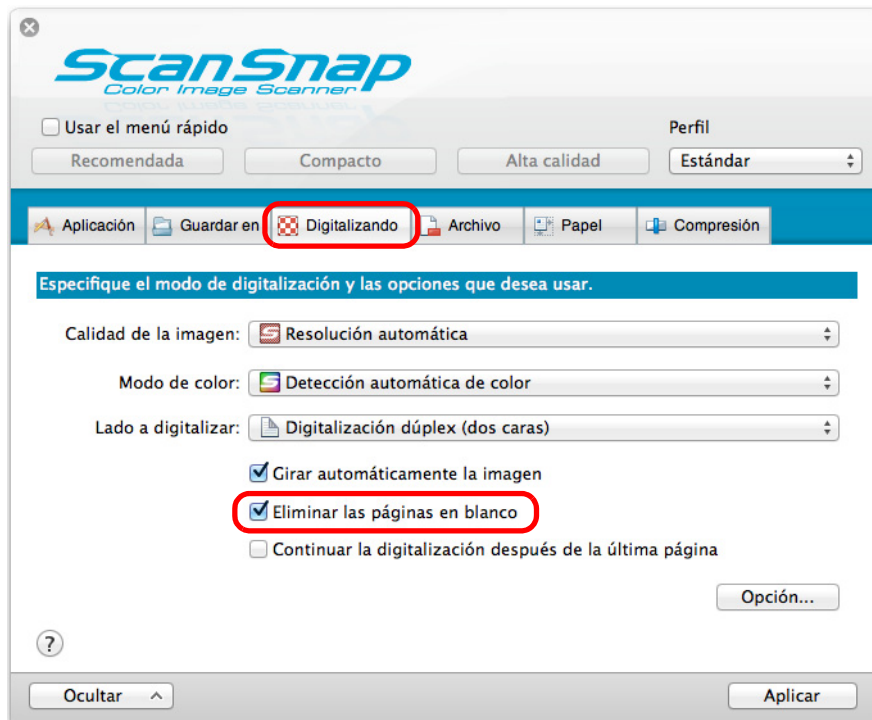 ScanSnap
Color Image Scanner
Usar el menú rápido
Perfil
Recomendada Compacto Alta calidad Estándar
Aplicación Guardar en Digitalizando Archivo Papel Compresión
Especifique el modo de digitalización y las opciones que desea usar.
Calidad de la imagen: Resolución automática
Modo de color: Detección automática de color
Lado a digitalizar: Digitalización dúplex (dos caras)
Girar automáticamente la imagen
Eliminar las páginas en blanco
Continuar la digitalización después de la última página
Opción...
?
Ocultar Aplicar